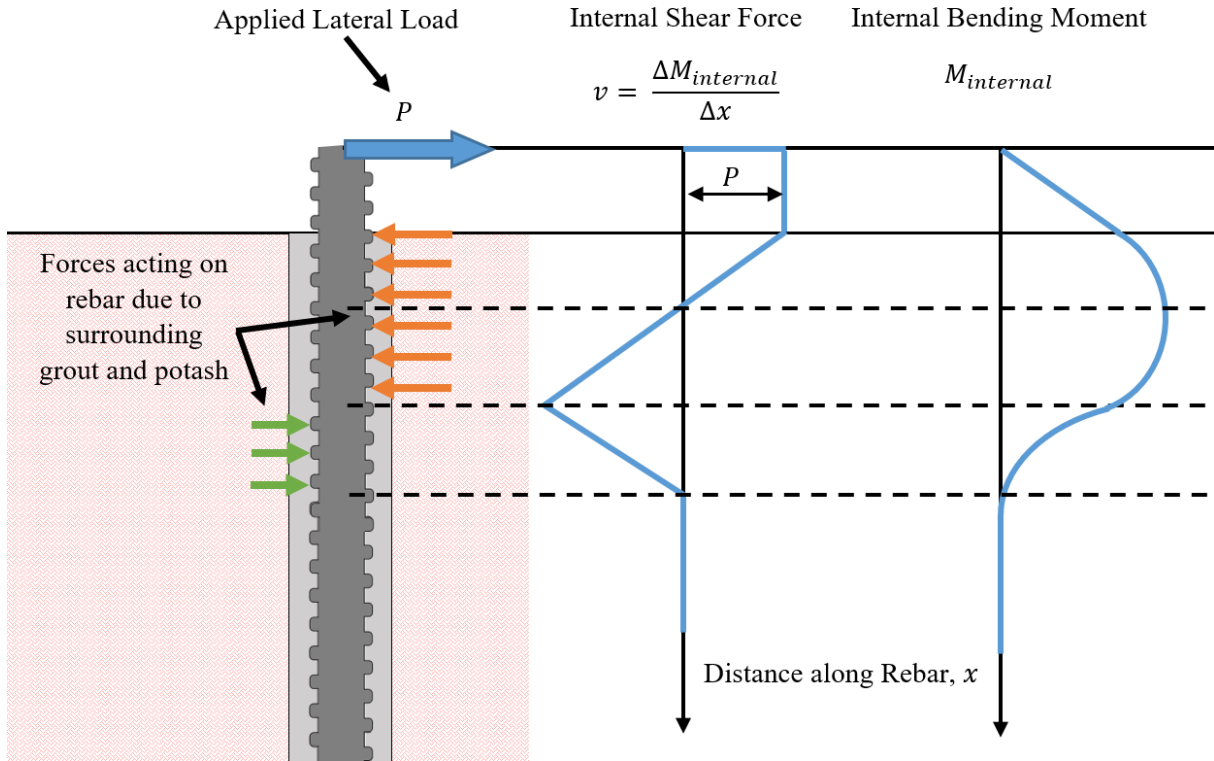 Applied Lateral Load
Internal Shear Force
Internal Bending Moment
v = ΔM_internal / Δx
M_internal
P
P
Forces acting on
rebar due to
surrounding
grout and potash
Distance along Rebar, x